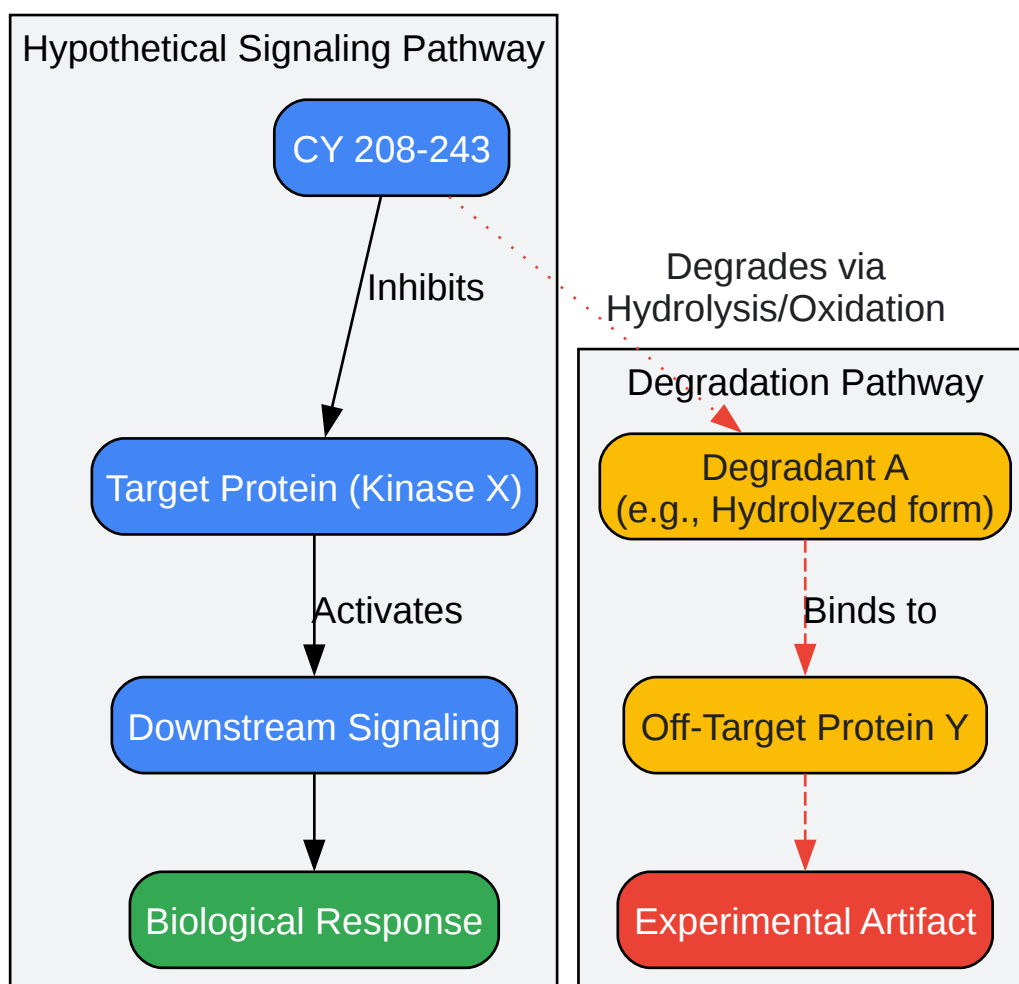 Hypothetical Signaling Pathway
CY 208-243
Inhibits
Target Protein (Kinase X)
Activates
Downstream Signaling
Biological Response
Degrades via
Hydrolysis/Oxidation
Degradation Pathway
Degradant A
(e.g., Hydrolyzed form)
Binds to
Off-Target Protein Y
Experimental Artifact